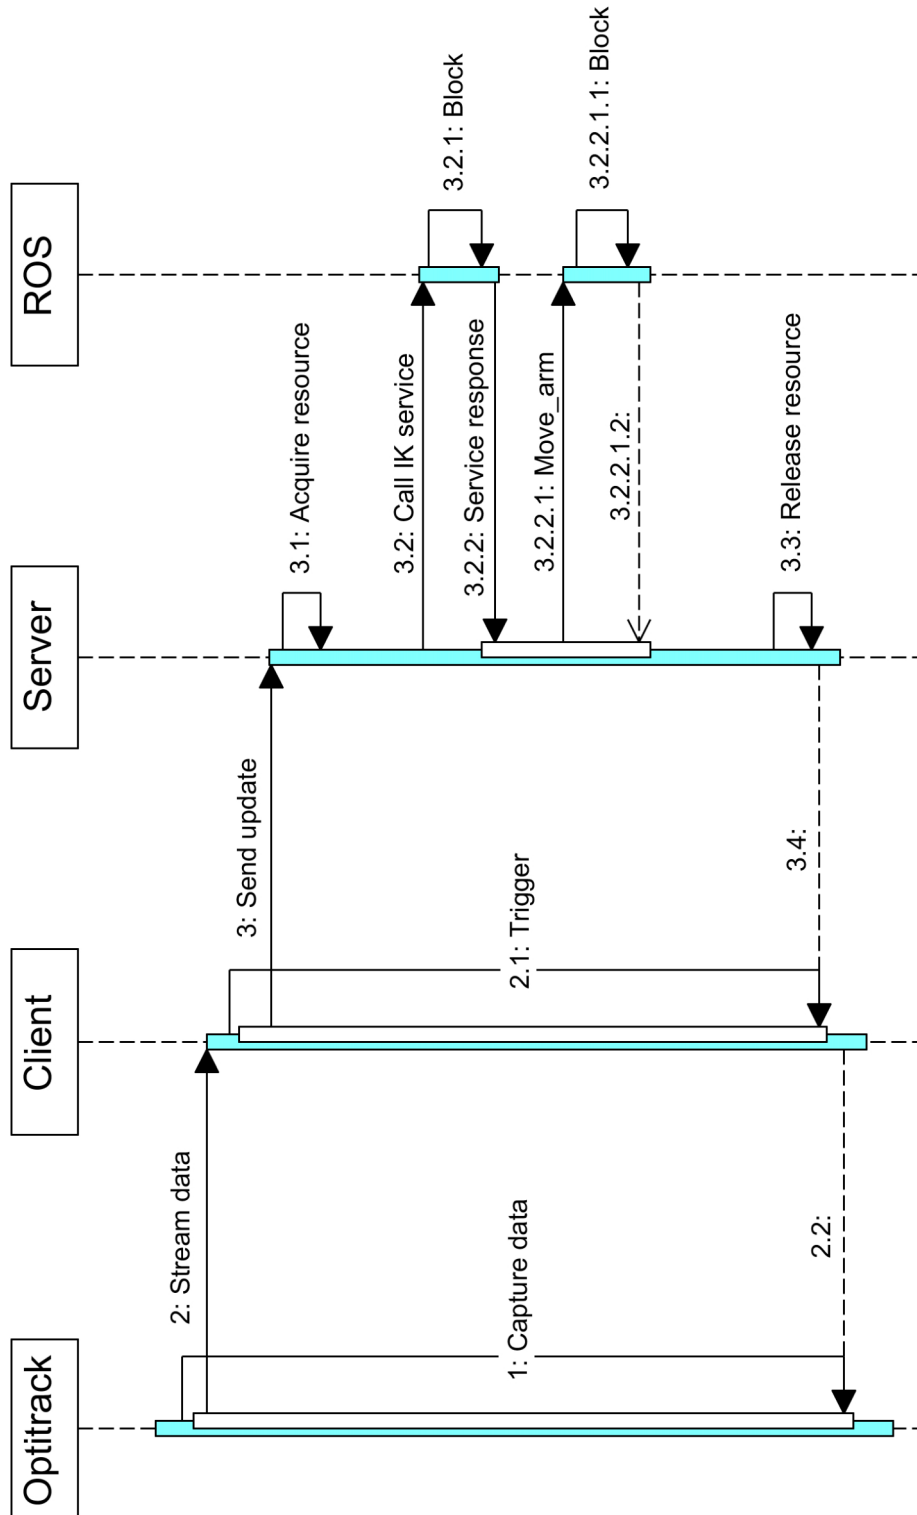 Optitrack
Client
Server
ROS
1: Capture data
2: Stream data
2.1: Trigger
3: Send update
3.1: Acquire resource
3.2: Call IK service
3.2.1: Block
3.2.2: Service response
3.2.2.1: Move_arm
3.2.2.1.1: Block
3.2.2.1.2:
3.3: Release resource
3.4:
2.2: